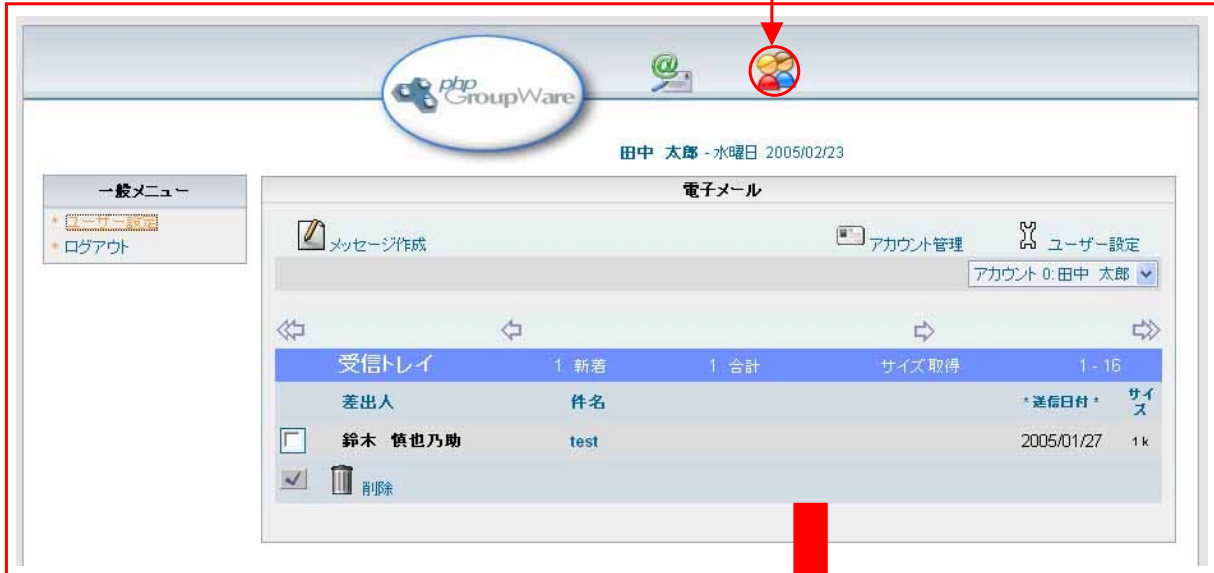 php
GroupWare
田中 太郎 - 水曜日 2005/02/23
一般メニュー
* ユーザー設定
* ログアウト
電子メール
メッセージ作成 アカウント管理 ユーザー設定
アカウント 0: 田中 太郎
受信トレイ 1 新着 1 合計 サイズ取得 1 - 16
差出人 件名 * 送信日付 * サイズ
鈴木 慎也乃助 test 2005/01/27 1 k
削除